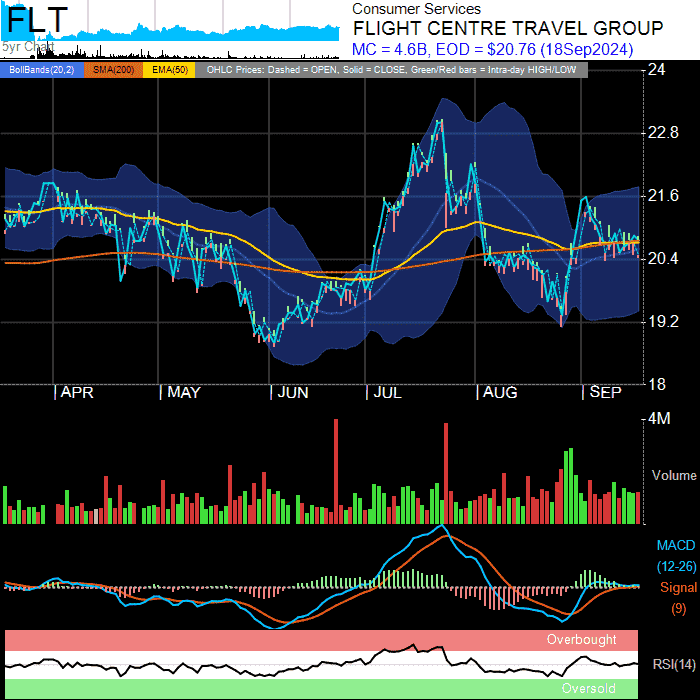 FLT
5yr Chart
Consumer Services
FLIGHT CENTRE TRAVEL GROUP
MC = 4.6B, EOD = $20.76 (18Sep2024)
BollBands(20,2) SMA(200) EMA(50) OHLC Prices: Dashed = OPEN, Solid = CLOSE, Green/Red bars = Intra-day HIGH/LOW
24
22.8
21.6
20.4
19.2
18
| APR | MAY | JUN | JUL | AUG | SEP
4M
Volume
MACD
(12-26)
Signal
(9)
Overbought
RSI(14)
Oversold